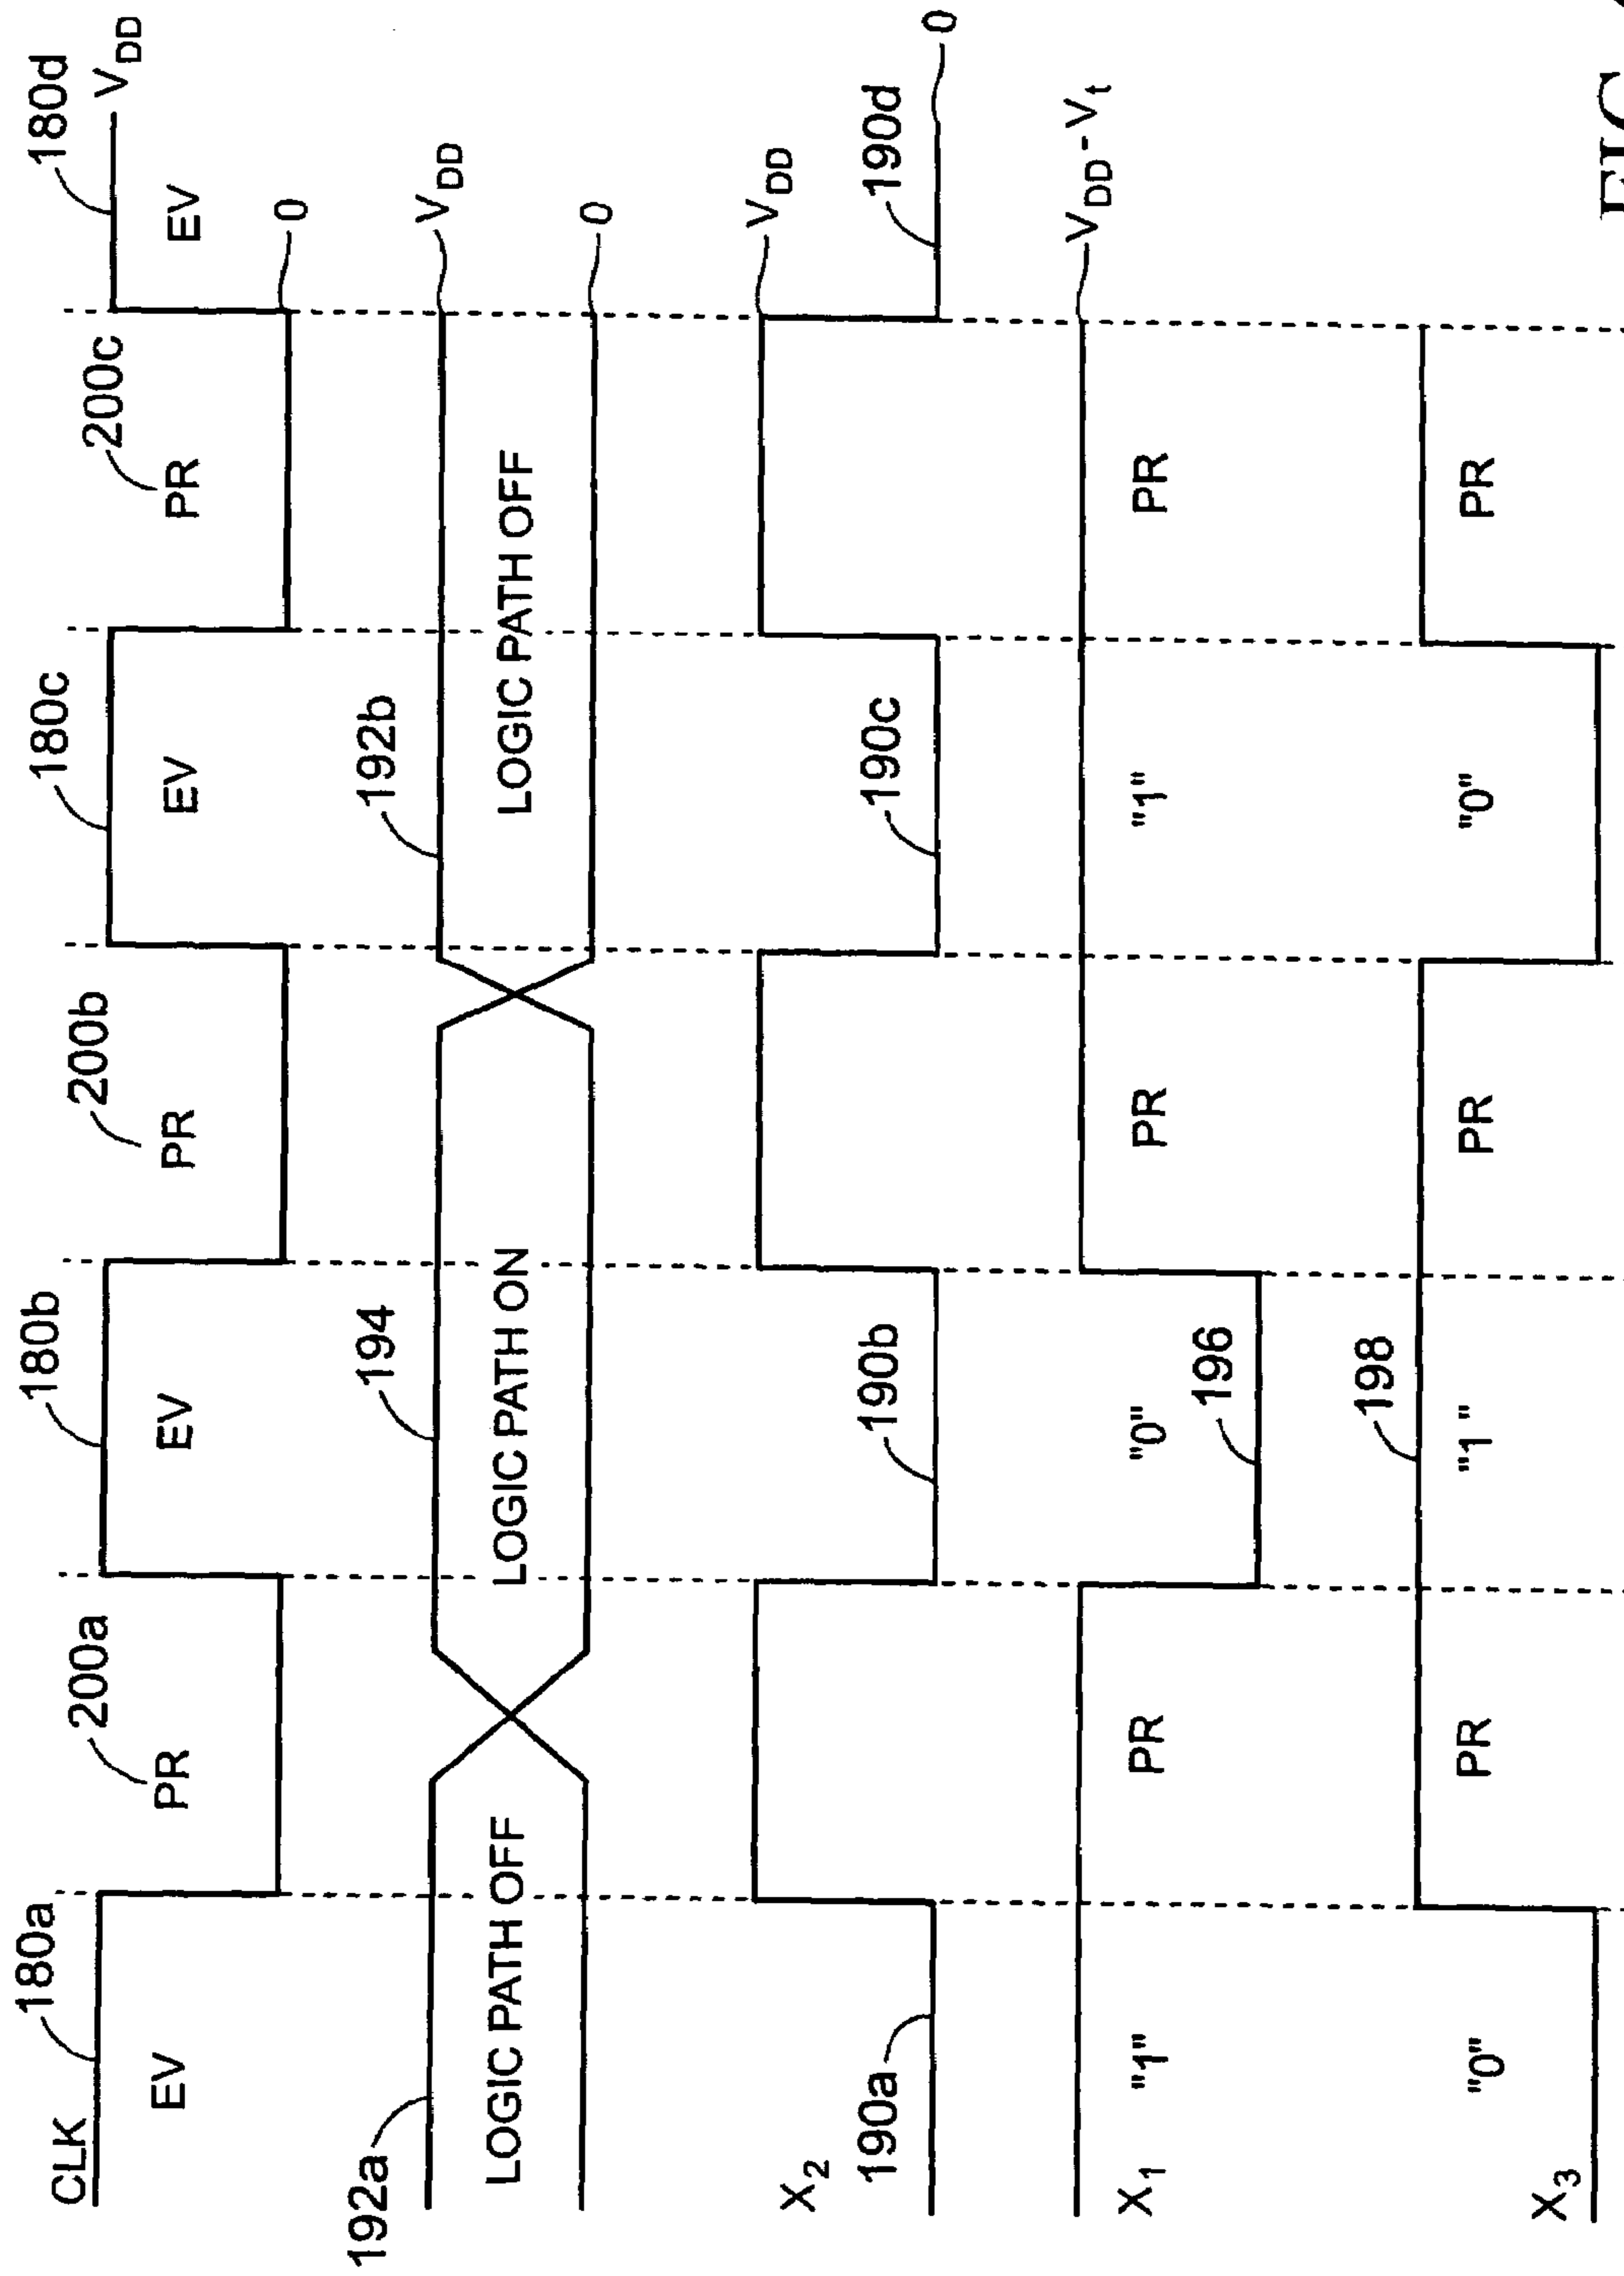 CLK
180a
EV
200a
PR
180b
EV
200b
PR
180c
EV
200c
PR
180d
EV
V_DD
0
192a
LOGIC PATH OFF
194
LOGIC PATH ON
192b
LOGIC PATH OFF
V_DD
0
X_2
190a
190b
190c
V_DD
190d
0
X_1
"1"
PR
"0"
196
PR
"1"
PR
V_DD-V_t
X_3
"0"
PR
198
"1"
PR
"0"
PR
FIG